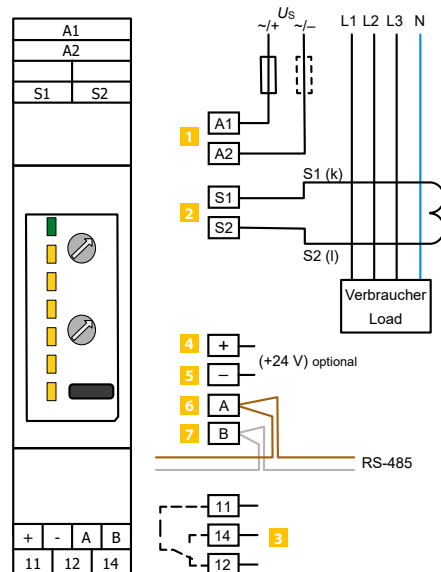 A1
A2
S1 S2
+ - A B
11 12 14
US
~/+ ~/–
L1 L2 L3 N
1
A1
A2
2
S1
S2
S1 (k)
S2 (l)
Verbraucher
Load
4 +
5 –
(+24 V) optional
6 A
7 B
RS-485
11
14
12
3